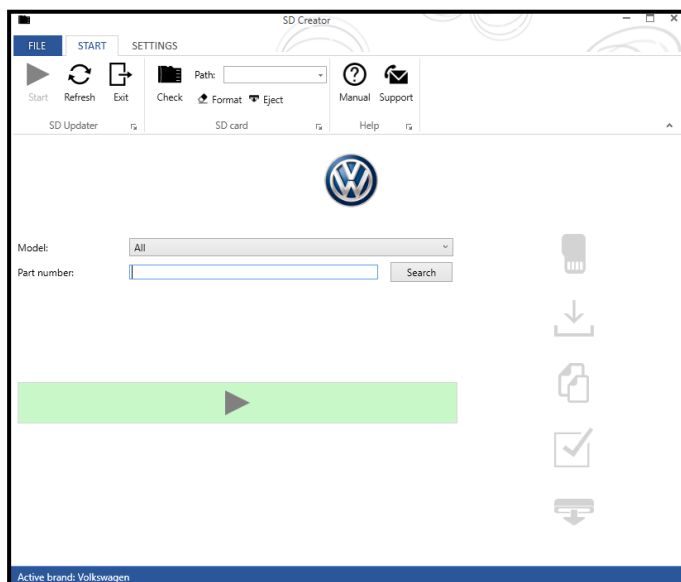 SD Creator
FILE START SETTINGS
Path:
Start Refresh Exit Check Format Eject Manual Support
SD Updater SD card Help
Model: All
Part number: Search
Active brand: Volkswagen